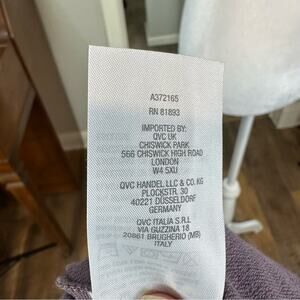 A372165
RN 81893
IMPORTED BY:
QVC UK
CHISWICK PARK
566 CHISWICK HIGH ROAD
LONDON
W4 5XU
QVC HANDEL LLC & CO. KG
PLOCKSTR. 30
40221 DÜSSELDORF
GERMANY
QVC ITALIA S.R.L
VIA GUZZINA 18
20861 BRUGHERIO (MB)
ITALY